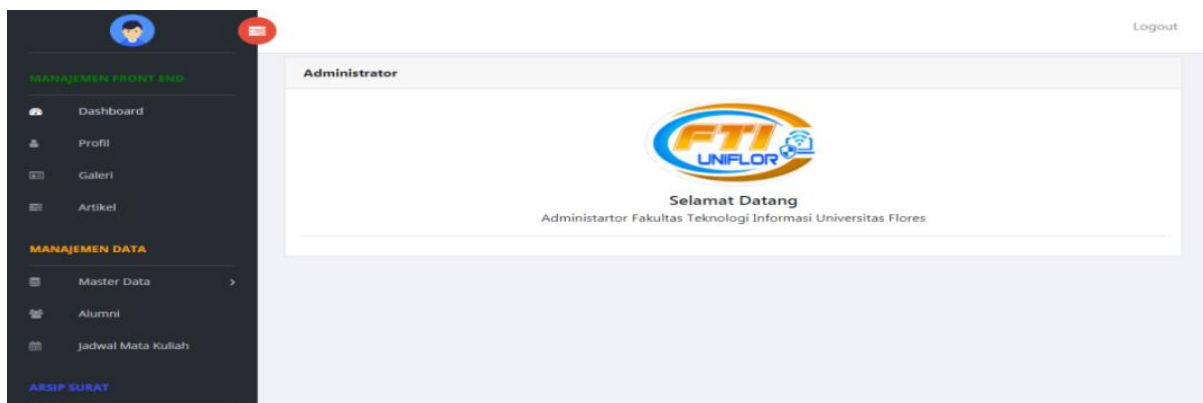 Logout
MANAJEMEN FRONT END
Dashboard
Profil
Galeri
Artikel
MANAJEMEN DATA
Master Data
Alumni
Jadwal Mata Kuliah
ARSIP SURAT
Administrator
FTI
UNIFLOR
Selamat Datang
Administartor Fakultas Teknologi Informasi Universitas Flores